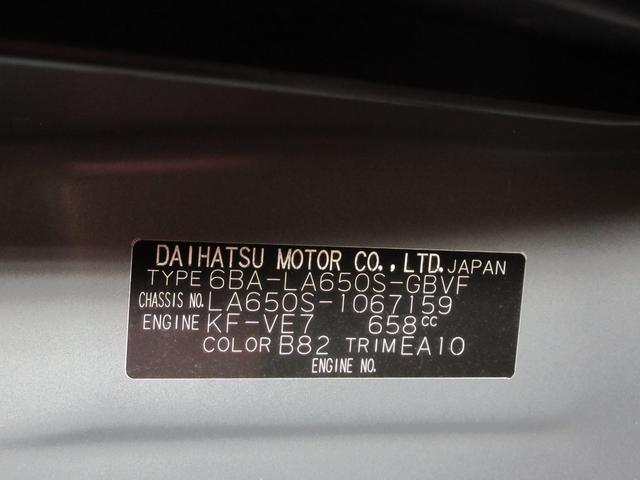 DAIHATSU MOTOR CO.,LTD. JAPAN
TYPE 6BA-LA650S-GBVF
CHASSIS NO. LA650S-1067159
ENGINE KF-VE7 658cc
COLOR B82 TRIM EA10
ENGINE NO.